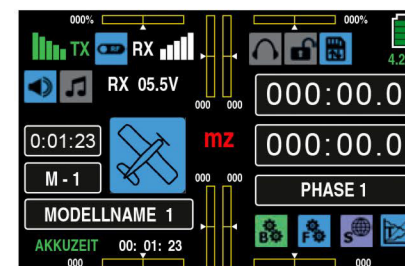 000% 000%
TX RX
4.2
RX 05.5V
000 000
000:00.0
0:01:23
mz
000:00.0
M - 1
000 000
PHASE 1
MODELLNAME 1
B F S T
AKKUZEIT 00: 01: 23
000 000